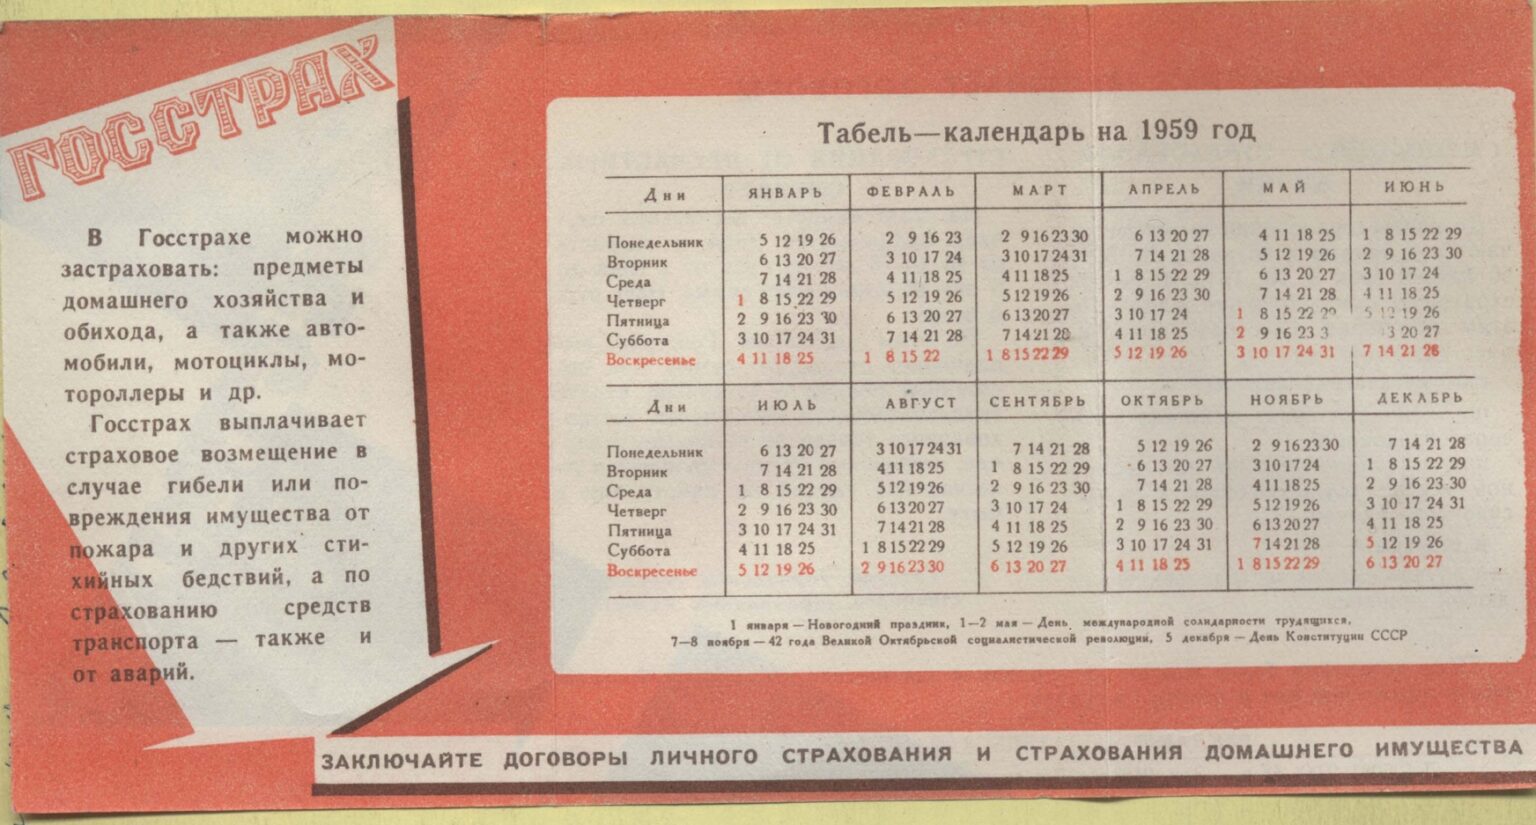 ГОССТРАХ
В Госстрахе можно
застраховать: предметы
домашнего хозяйства и
обихода, а также авто-
мобили, мотоциклы, мо-
тороллеры и др.
Госстрах выплачивает
страховое возмещение в
случае гибели или по-
вреждения имущества от
пожара и других сти-
хийных бедствий, а по
страхованию средств
транспорта — также и
от аварий.
Табель—календарь на 1959 год
Дни ЯНВАРЬ ФЕВРАЛЬ МАРТ АПРЕЛЬ МАЙ ИЮНЬ
Понедельник 5 12 19 26 2 9 16 23 2 9 16 23 30 6 13 20 27 4 11 18 25 1 8 15 22 29
Вторник 6 13 20 27 3 10 17 24 3 10 17 24 31 7 14 21 28 5 12 19 26 2 9 16 23 30
Среда 7 14 21 28 4 11 18 25 4 11 18 25 1 8 15 22 29 6 13 20 27 3 10 17 24
Четверг 1 8 15 22 29 5 12 19 26 5 12 19 26 2 9 16 23 30 7 14 21 28 4 11 18 25
Пятница 2 9 16 23 30 6 13 20 27 6 13 20 27 3 10 17 24 1 8 15 22 29 5 12 19 26
Суббота 3 10 17 24 31 7 14 21 28 7 14 21 28 4 11 18 25 2 9 16 23 3 20 27
Воскресенье 4 11 18 25 1 8 15 22 1 8 15 22 29 5 12 19 26 3 10 17 24 31 7 14 21 28
Дни ИЮЛЬ АВГУСТ СЕНТЯБРЬ ОКТЯБРЬ НОЯБРЬ ДЕКАБРЬ
Понедельник 6 13 20 27 3 10 17 24 31 7 14 21 28 5 12 19 26 2 9 16 23 30 7 14 21 28
Вторник 7 14 21 28 4 11 18 25 1 8 15 22 29 6 13 20 27 3 10 17 24 1 8 15 22 29
Среда 1 8 15 22 29 5 12 19 26 2 9 16 23 30 7 14 21 28 4 11 18 25 2 9 16 23 30
Четверг 2 9 16 23 30 6 13 20 27 3 10 17 24 1 8 15 22 29 5 12 19 26 3 10 17 24 31
Пятница 3 10 17 24 31 7 14 21 28 4 11 18 25 2 9 16 23 30 6 13 20 27 4 11 18 25
Суббота 4 11 18 25 1 8 15 22 29 5 12 19 26 3 10 17 24 31 7 14 21 28 5 12 19 26
Воскресенье 5 12 19 26 2 9 16 23 30 6 13 20 27 4 11 18 25 1 8 15 22 29 6 13 20 27
1 января — Новогодний праздник, 1—2 мая — День международной солидарности трудящихся,
7—8 ноября — 42 года Великой Октябрьской социалистической революции, 5 декабря — День Конституции СССР
ЗАКЛЮЧАЙТЕ ДОГОВОРЫ ЛИЧНОГО СТРАХОВАНИЯ И СТРАХОВАНИЯ ДОМАШНЕГО ИМУЩЕСТВА